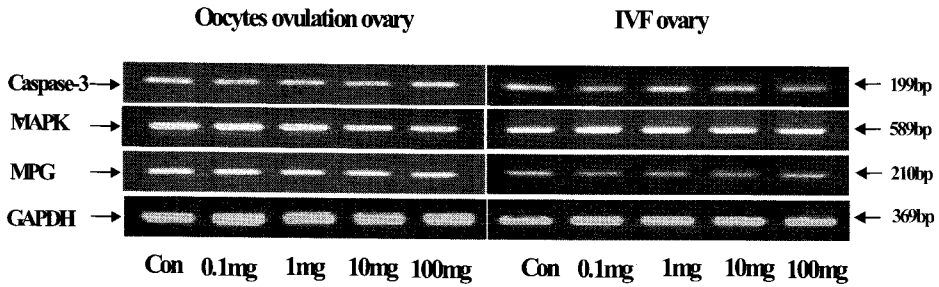 Oocytes ovulation ovary IVF ovary
Caspase-3 199bp
MAPK 589bp
MPG 210bp
GAPDH 369bp
Con 0.1mg 1mg 10mg 100mg Con 0.1mg 1mg 10mg 100mg